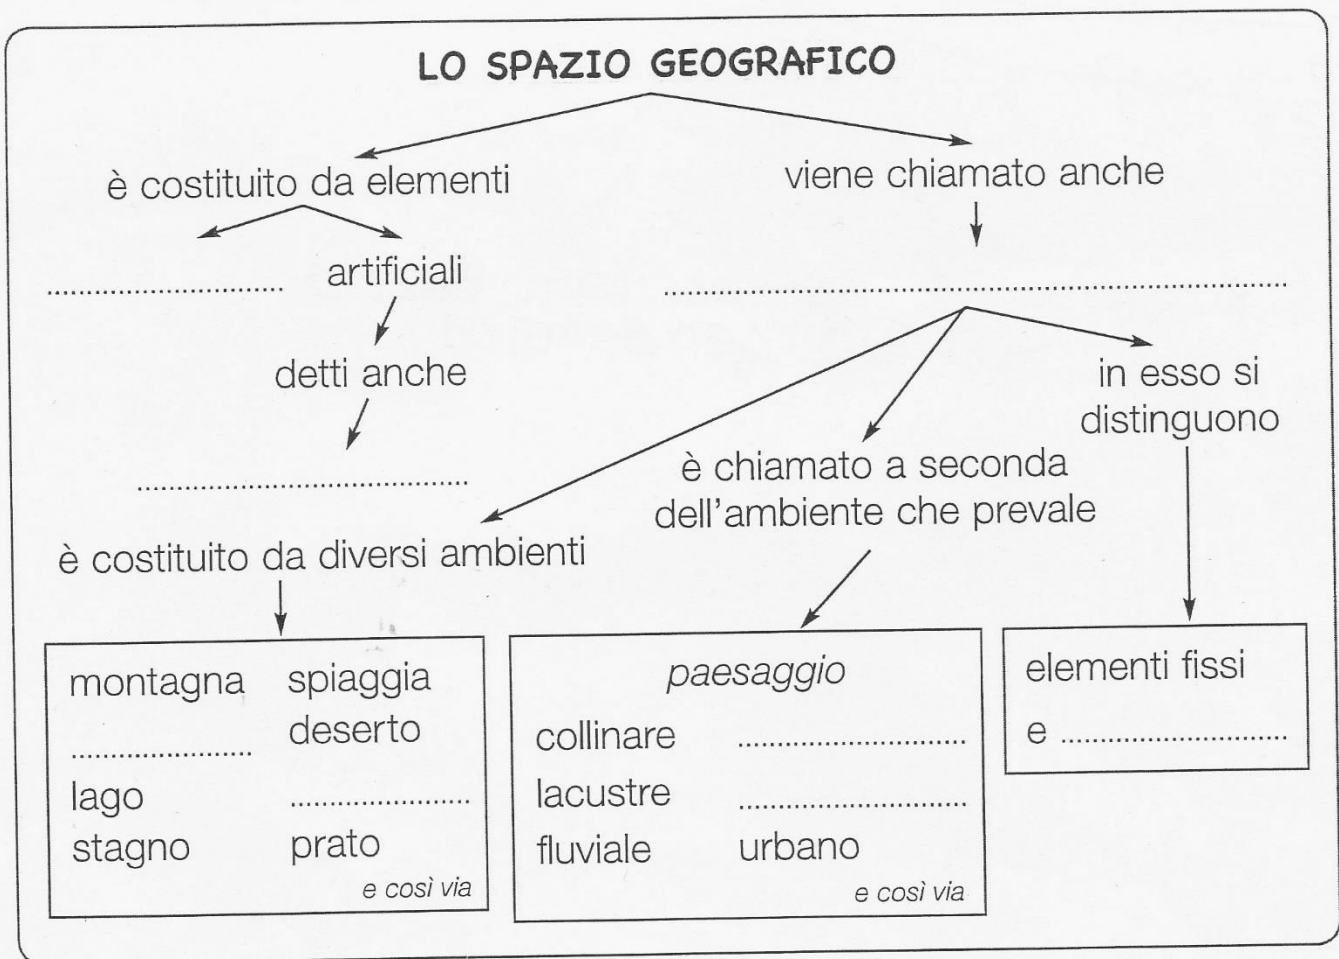 LO SPAZIO GEOGRAFICO
è costituito da elementi
viene chiamato anche
........................
artificiali
................................................................
detti anche
..................................
in esso si
distinguono
è chiamato a seconda
dell'ambiente che prevale
è costituito da diversi ambienti
montagna spiaggia
deserto
...................
lago
...................
stagno prato
e così via
paesaggio
collinare ........................
lacustre ........................
fluviale urbano
e così via
elementi fissi
e ........................